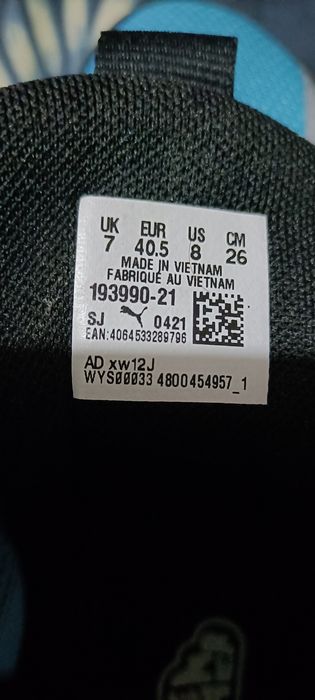 UK EUR US CM
7 40.5 8 26
MADE IN VIETNAM
FABRIQUÉ AU VIETNAM
193990-21
SJ 0421
EAN:4064533289796
AD xw12J
WYS00033 4800454957_1